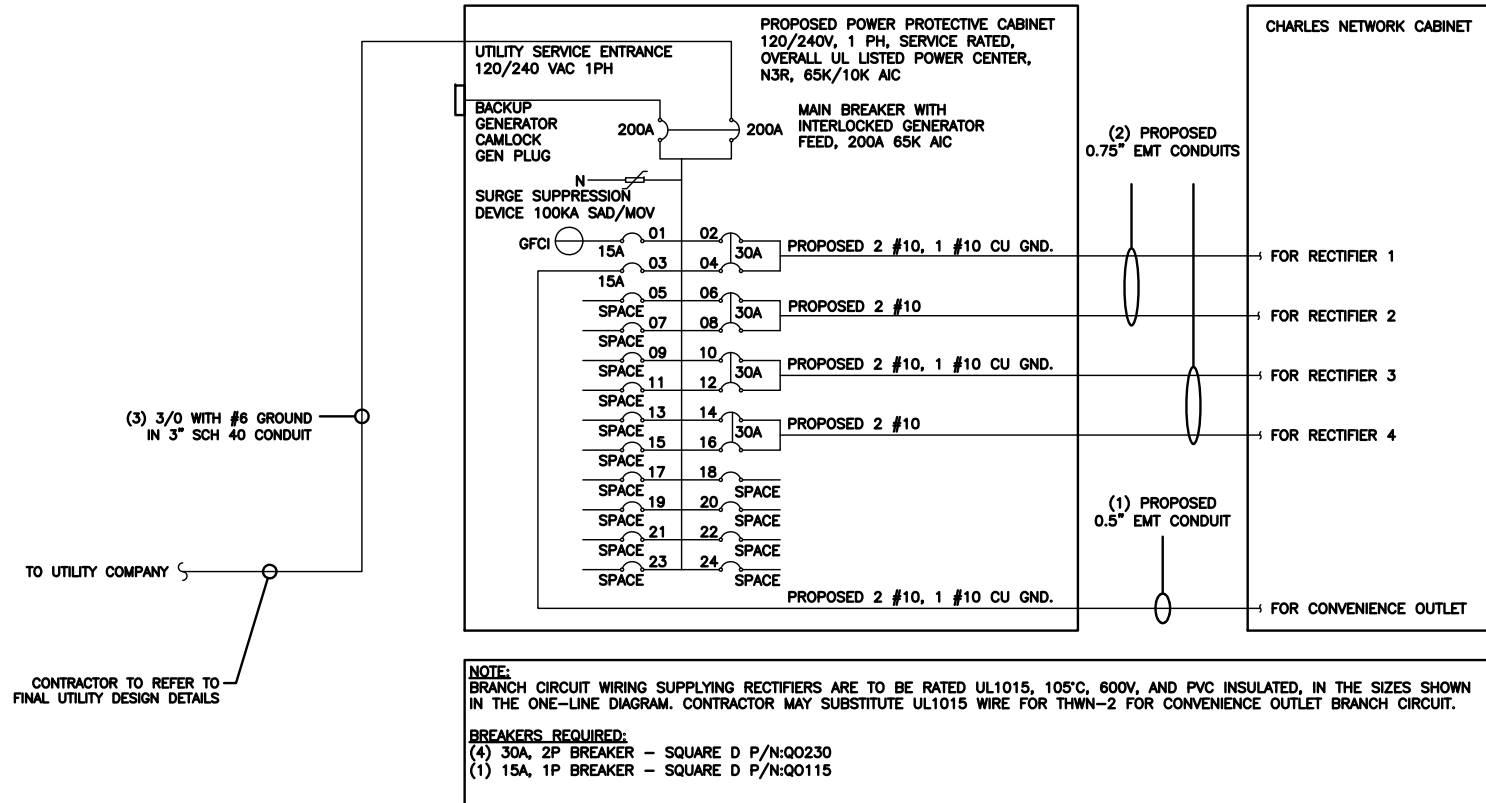 PROPOSED POWER PROTECTIVE CABINET
120/240V, 1 PH, SERVICE RATED,
OVERALL UL LISTED POWER CENTER,
N3R, 65K/10K AIC
CHARLES NETWORK CABINET
UTILITY SERVICE ENTRANCE
120/240 VAC 1PH
BACKUP
GENERATOR
CAMLOCK
GEN PLUG
200A
200A
MAIN BREAKER WITH
INTERLOCKED GENERATOR
FEED, 200A 65K AIC
(2) PROPOSED
0.75" EMT CONDUITS
N
SURGE SUPPRESSION
DEVICE 100KA SAD/MOV
GFCI
15A
01
02
30A
PROPOSED 2 #10, 1 #10 CU GND.
FOR RECTIFIER 1
15A
03
04
SPACE
05
06
30A
PROPOSED 2 #10
FOR RECTIFIER 2
SPACE
07
08
SPACE
09
10
30A
PROPOSED 2 #10, 1 #10 CU GND.
FOR RECTIFIER 3
SPACE
11
12
SPACE
13
14
30A
PROPOSED 2 #10
FOR RECTIFIER 4
SPACE
15
16
SPACE
17
18
SPACE
SPACE
19
20
SPACE
SPACE
21
22
SPACE
SPACE
23
24
SPACE
(3) 3/0 WITH #6 GROUND
IN 3" SCH 40 CONDUIT
(1) PROPOSED
0.5" EMT CONDUIT
TO UTILITY COMPANY
PROPOSED 2 #10, 1 #10 CU GND.
FOR CONVENIENCE OUTLET
CONTRACTOR TO REFER TO
FINAL UTILITY DESIGN DETAILS
NOTE:
BRANCH CIRCUIT WIRING SUPPLYING RECTIFIERS ARE TO BE RATED UL1015, 105°C, 600V, AND PVC INSULATED, IN THE SIZES SHOWN
IN THE ONE-LINE DIAGRAM. CONTRACTOR MAY SUBSTITUTE UL1015 WIRE FOR THWN-2 FOR CONVENIENCE OUTLET BRANCH CIRCUIT.
BREAKERS REQUIRED:
(4) 30A, 2P BREAKER - SQUARE D P/N:QO230
(1) 15A, 1P BREAKER - SQUARE D P/N:QO115